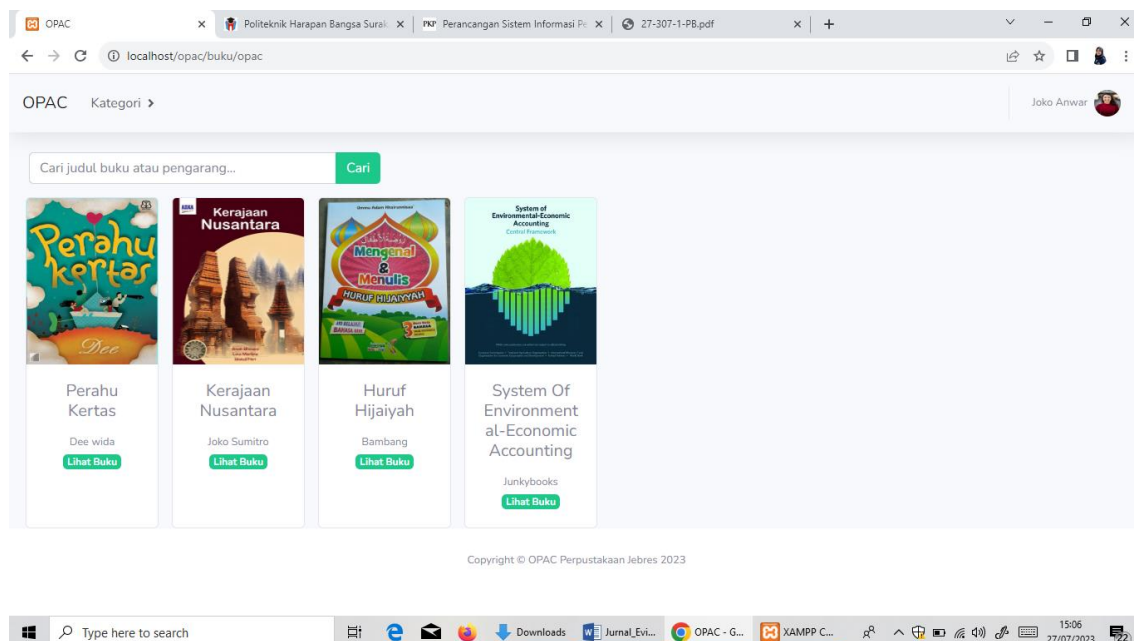 OPAC
Politeknik Harapan Bangsa Surak
PKP Perancangan Sistem Informasi Pe
27-307-1-PB.pdf
localhost/opac/buku/opac
OPAC Kategori
Joko Anwar
Cari judul buku atau pengarang... Cari
Perahu
kertas
Dee
Kerajaan
Nusantara
Mengenal
&
Menulis
HURUF HIJAIYYAH
System of
Environmental-Economic
Accounting
Central Framework
Perahu
Kertas
Dee wida
Lihat Buku
Kerajaan
Nusantara
Joko Sumitro
Lihat Buku
Huruf
Hijaiyah
Bambang
Lihat Buku
System Of
Environment
al-Economic
Accounting
Junkybooks
Lihat Buku
Copyright © OPAC Perpustakaan Jebres 2023
Type here to search
Downloads
Jurnal_Evi...
OPAC - G...
XAMPP C...
15:06
27/07/2023